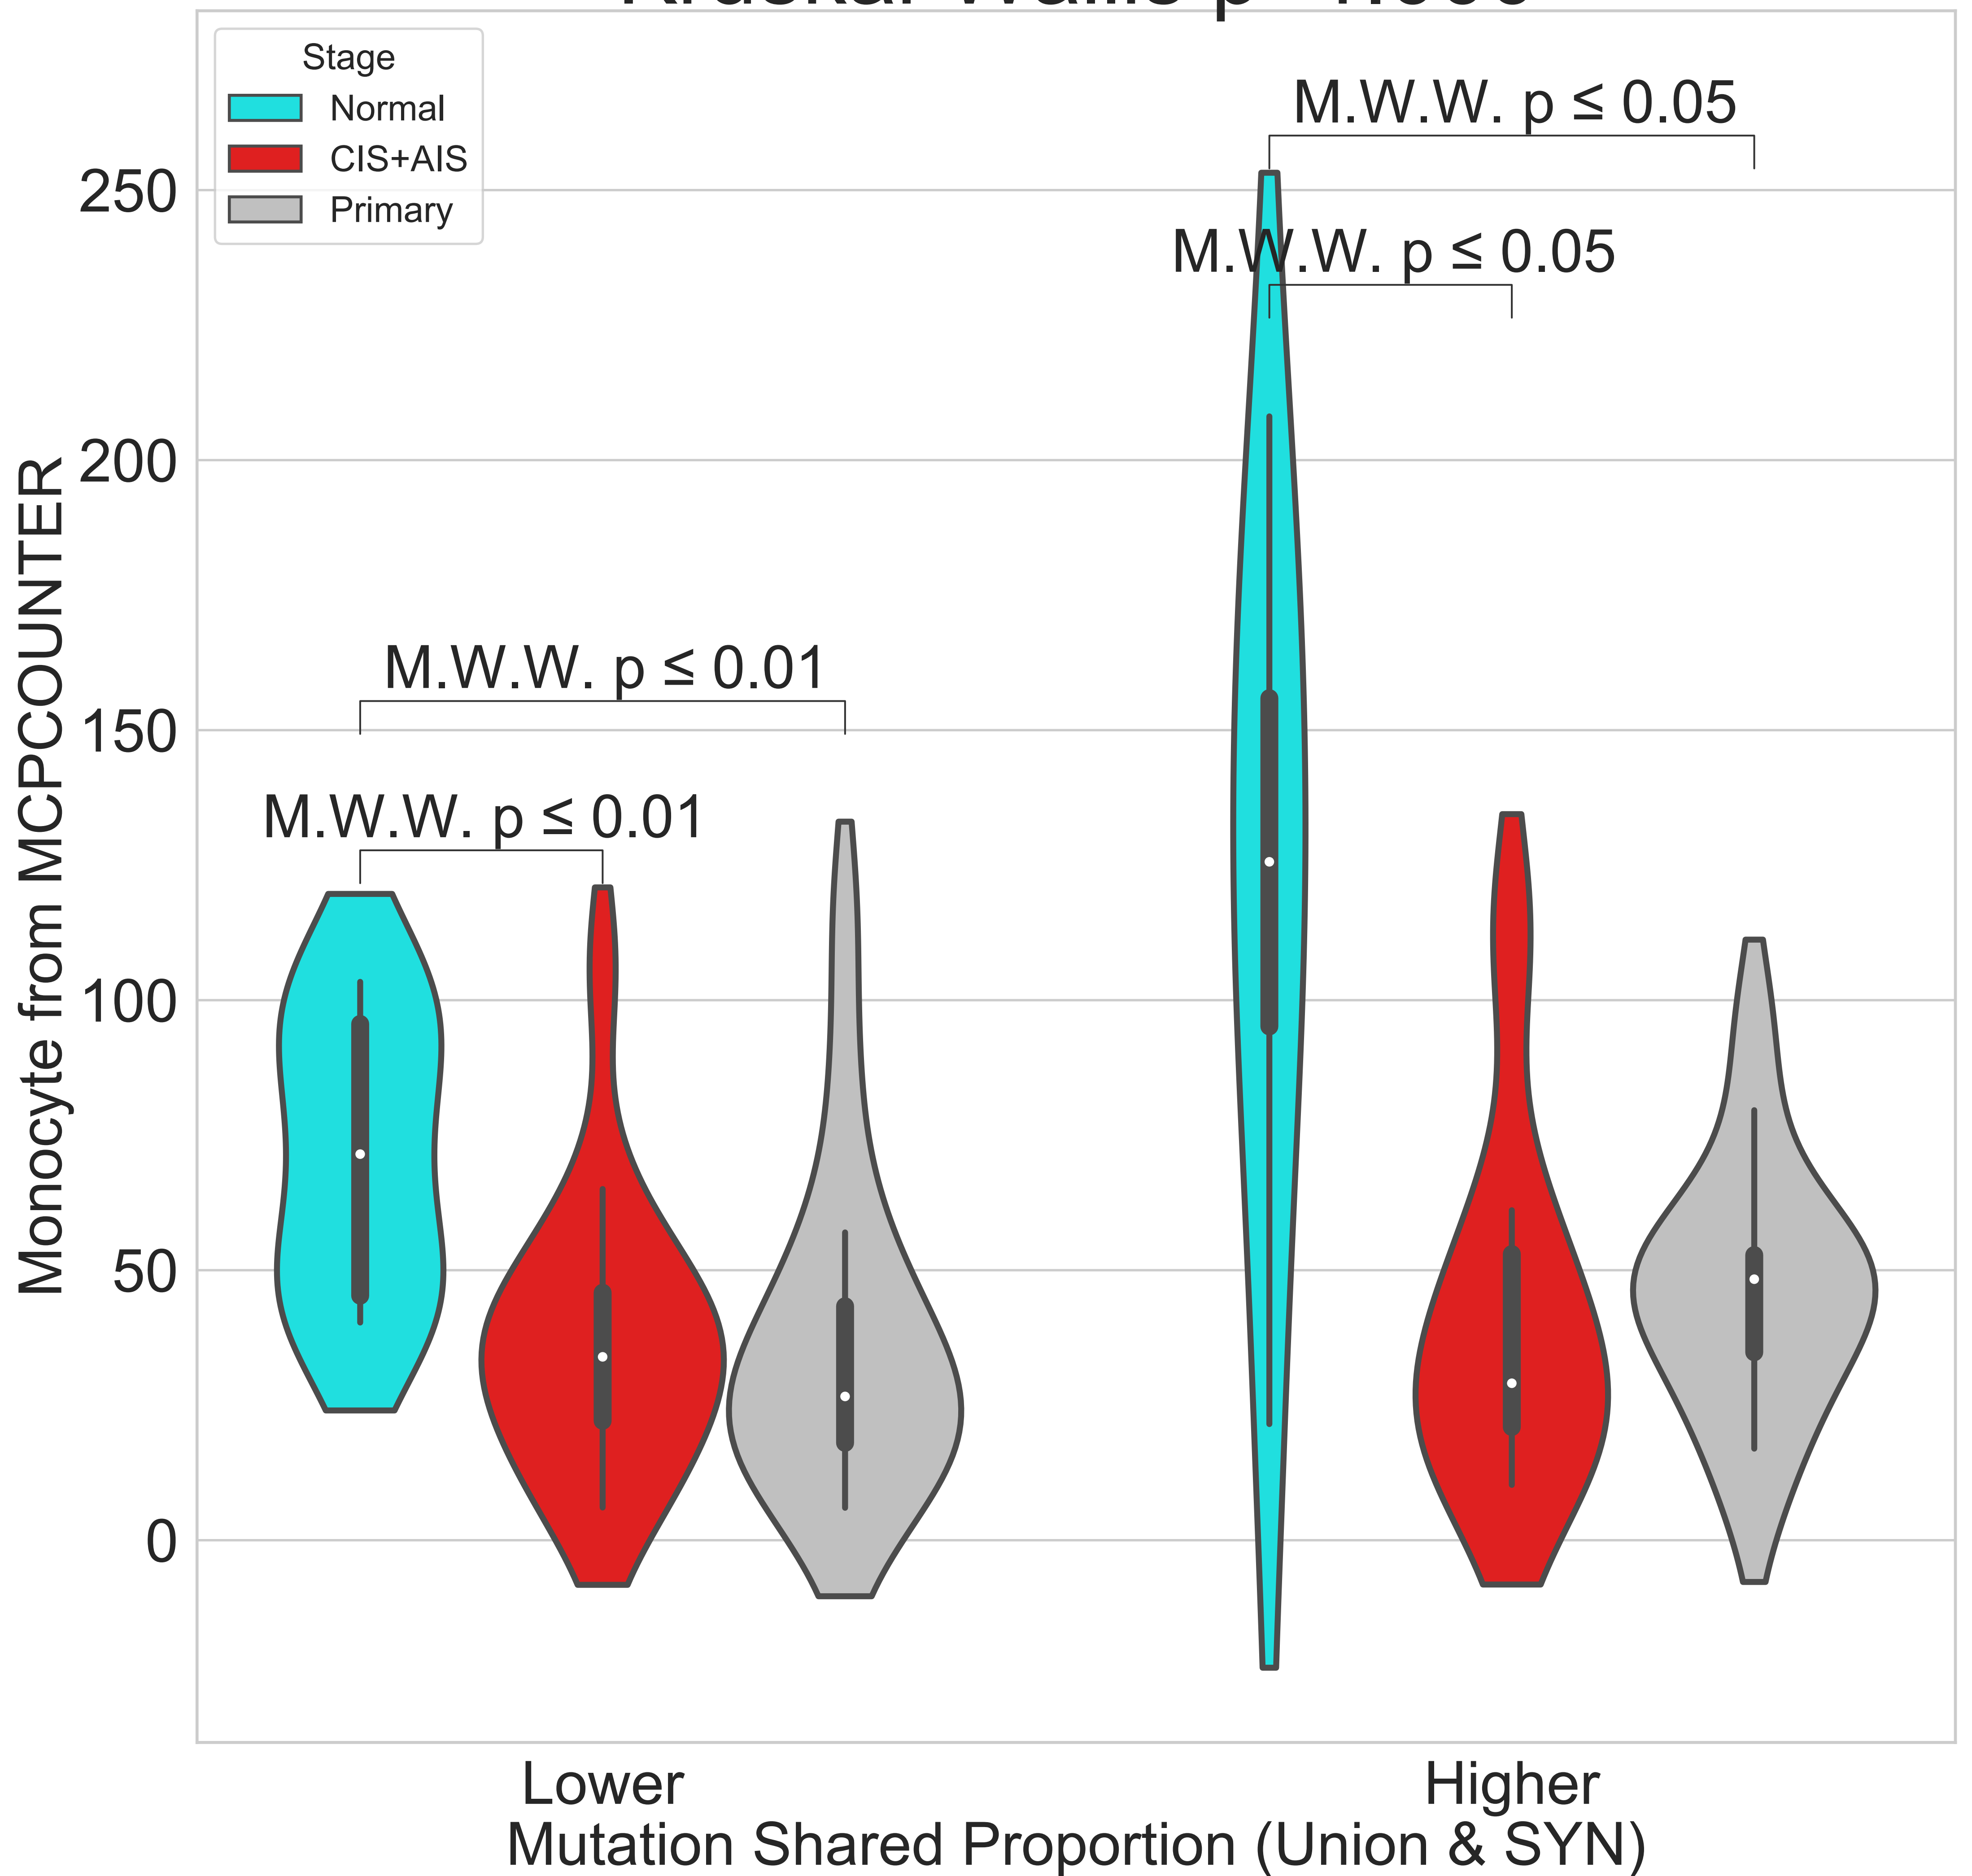 Stage
Normal
CIS+AIS
Primary
M.W.W. p ≤ 0.05
M.W.W. p ≤ 0.05
M.W.W. p ≤ 0.01
M.W.W. p ≤ 0.01
250
200
150
100
50
0
Monocyte from MCPCOUNTER
Lower
Higher
Mutation Shared Proportion (Union & SYN)